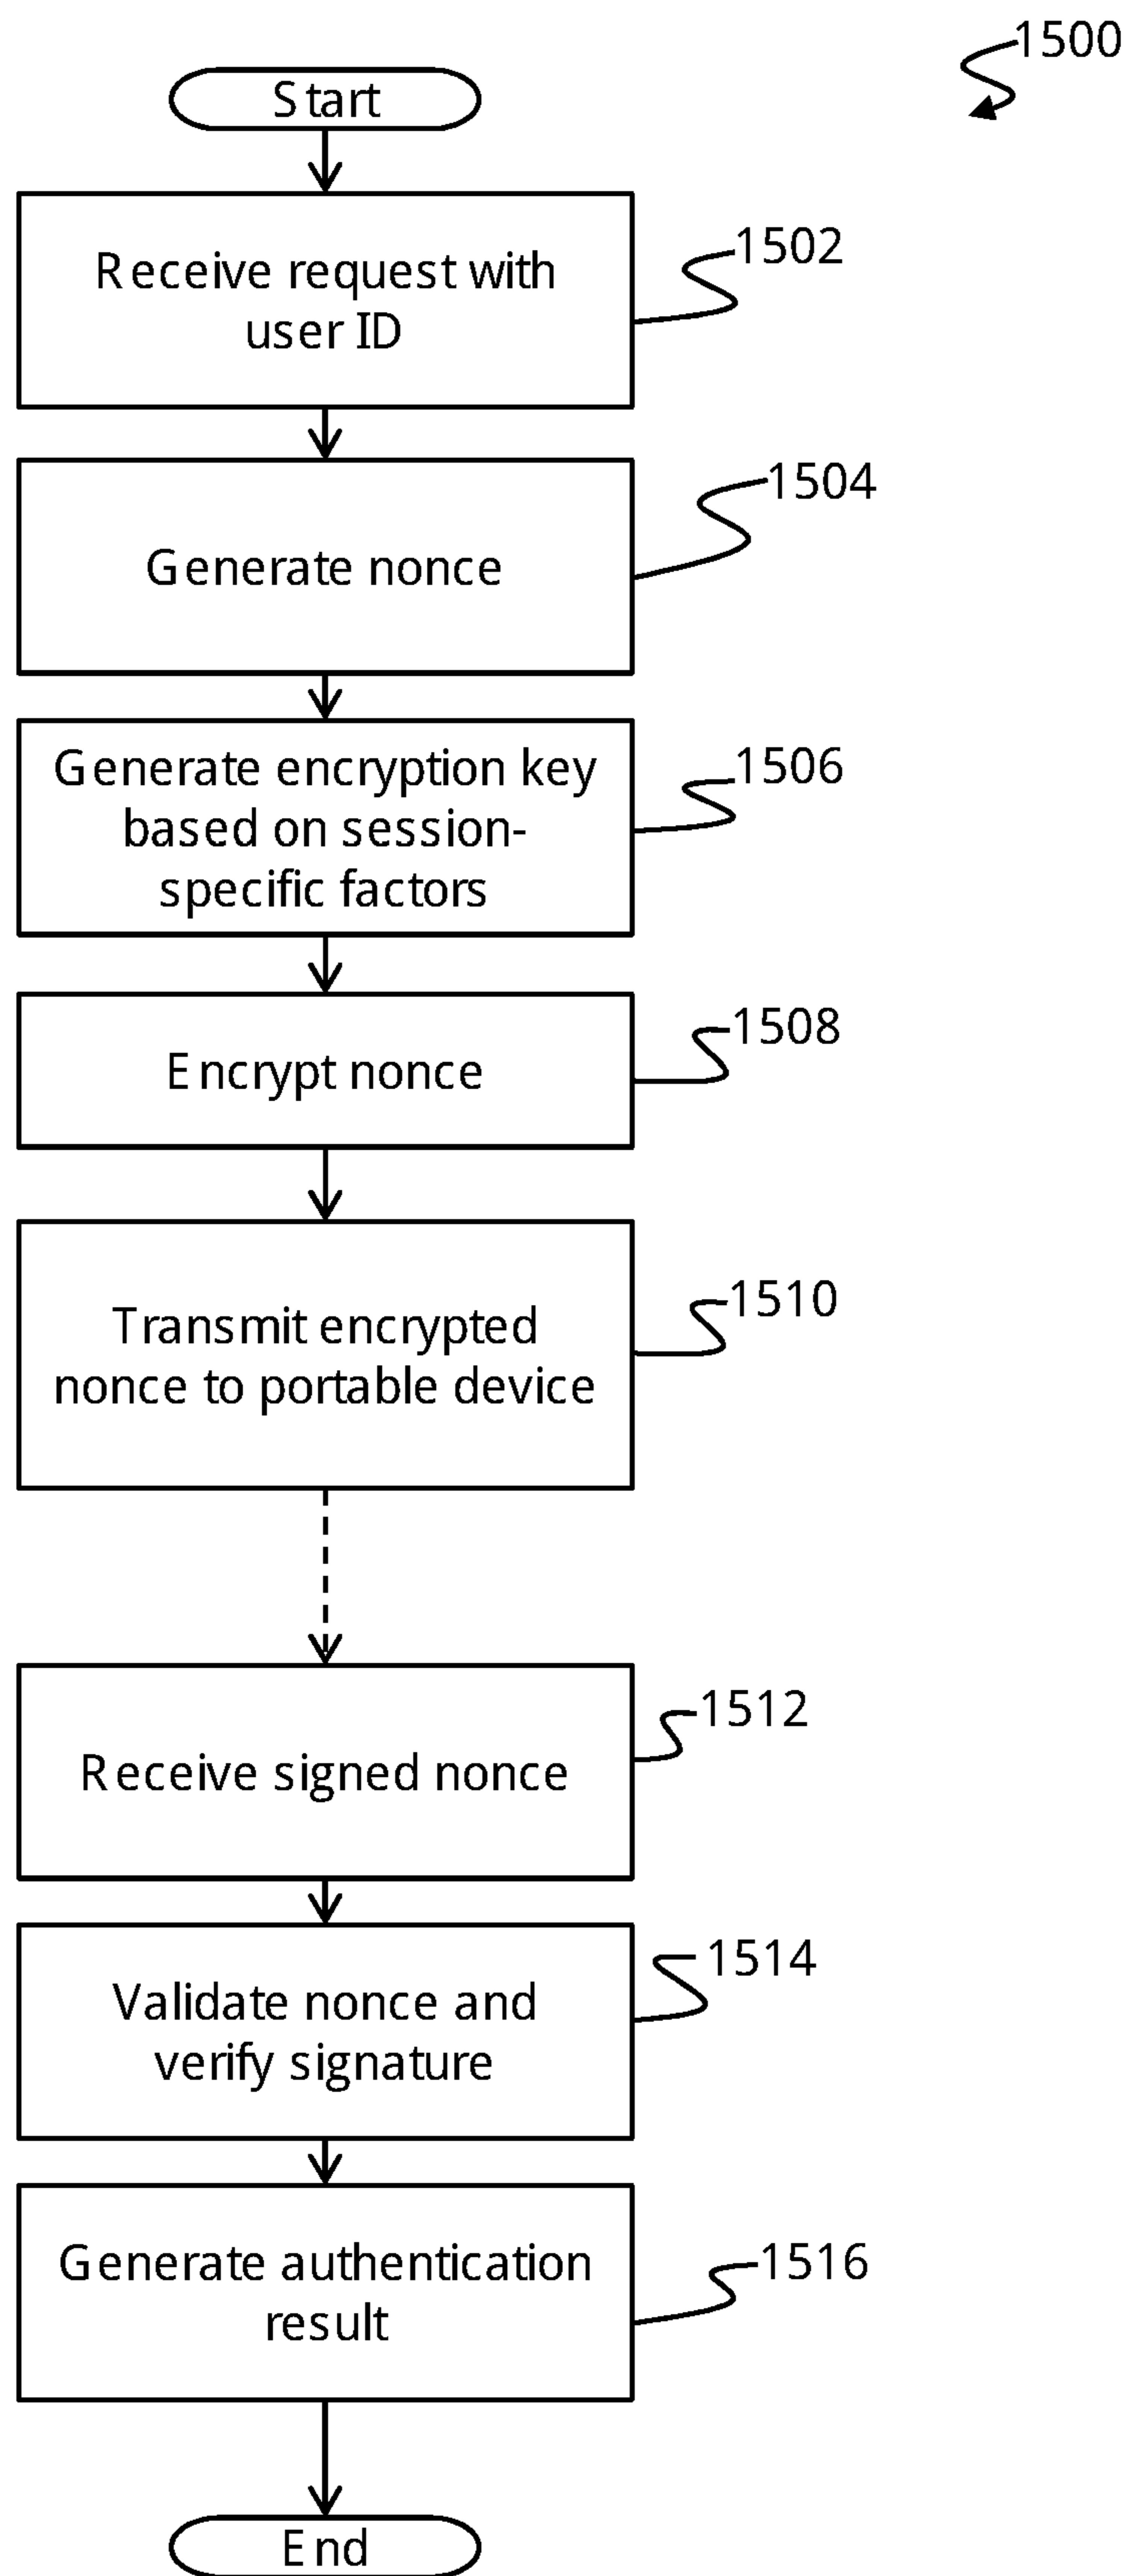 1500
Start
Receive request with
user ID
1502
Generate nonce
1504
Generate encryption key
based on session-
specific factors
1506
Encrypt nonce
1508
Transmit encrypted
nonce to portable device
1510
Receive signed nonce
1512
Validate nonce and
verify signature
1514
Generate authentication
result
1516
End